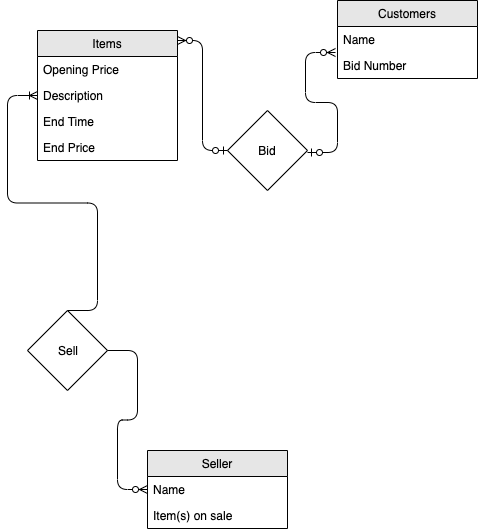 Customers
Name
Bid Number
Items
Opening Price
Description
End Time
End Price
Bid
Sell
Seller
Name
Item(s) on sale